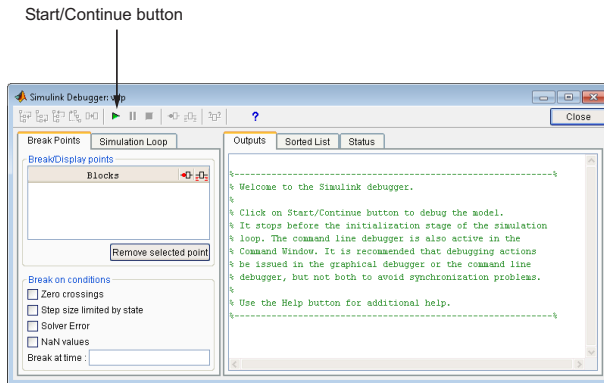 Start/Continue button
Simulink Debugger: vdp
?
Close
Break Points
Simulation Loop
Break/Display points
Blocks
Remove selected point
Break on conditions
Zero crossings
Step size limited by state
Solver Error
NaN values
Break at time :
Outputs
Sorted List
Status
%----------------------------------------------------------------%
% Welcome to the Simulink debugger.
%
% Click on Start/Continue button to debug the model.
% It stops before the initialization stage of the simulation
% loop. The command line debugger is also active in the
% Command Window. It is recommended that debugging actions
% be issued in the graphical debugger or the command line
% debugger, but not both to avoid synchronization problems.
%
% Use the Help button for additional help.
%----------------------------------------------------------------%